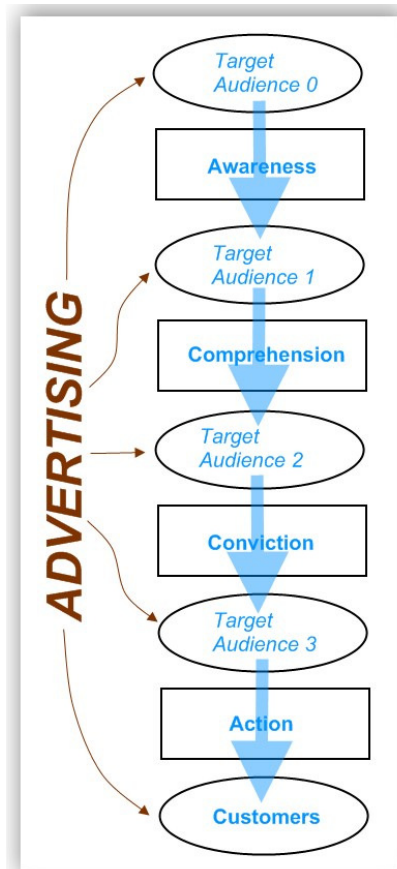 Target
Audience 0
Awareness
Target
Audience 1
Comprehension
Target
Audience 2
Conviction
Target
Audience 3
Action
Customers
ADVERTISING